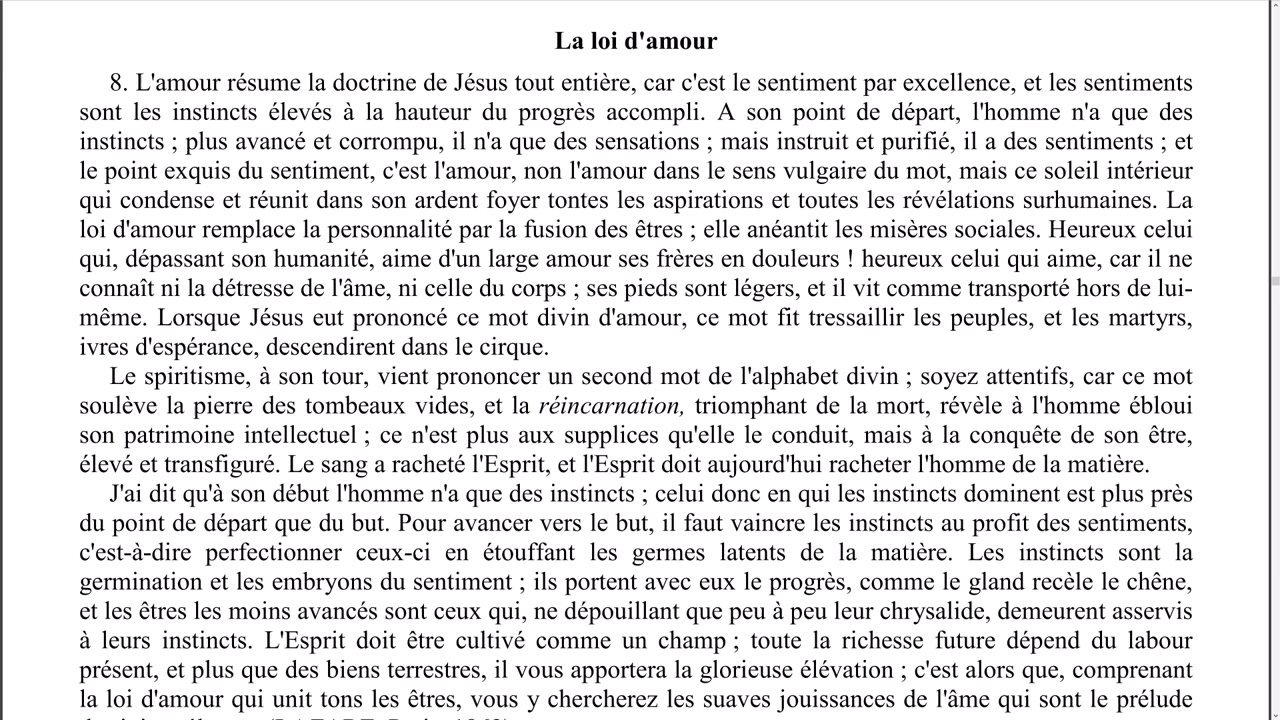 La loi d'amour
8. L'amour résume la doctrine de Jésus tout entière, car c'est le sentiment par excellence, et les sentiments
sont les instincts élevés à la hauteur du progrès accompli. A son point de départ, l'homme n'a que des
instincts ; plus avancé et corrompu, il n'a que des sensations ; mais instruit et purifié, il a des sentiments ; et
le point exquis du sentiment, c'est l'amour, non l'amour dans le sens vulgaire du mot, mais ce soleil intérieur
qui condense et réunit dans son ardent foyer tontes les aspirations et toutes les révélations surhumaines. La
loi d'amour remplace la personnalité par la fusion des êtres ; elle anéantit les misères sociales. Heureux celui
qui, dépassant son humanité, aime d'un large amour ses frères en douleurs ! heureux celui qui aime, car il ne
connaît ni la détresse de l'âme, ni celle du corps ; ses pieds sont légers, et il vit comme transporté hors de lui-
même. Lorsque Jésus eut prononcé ce mot divin d'amour, ce mot fit tressaillir les peuples, et les martyrs,
ivres d'espérance, descendirent dans le cirque.
Le spiritisme, à son tour, vient prononcer un second mot de l'alphabet divin ; soyez attentifs, car ce mot
soulève la pierre des tombeaux vides, et la réincarnation, triomphant de la mort, révèle à l'homme ébloui
son patrimoine intellectuel ; ce n'est plus aux supplices qu'elle le conduit, mais à la conquête de son être,
élevé et transfiguré. Le sang a racheté l'Esprit, et l'Esprit doit aujourd'hui racheter l'homme de la matière.
J'ai dit qu'à son début l'homme n'a que des instincts ; celui donc en qui les instincts dominent est plus près
du point de départ que du but. Pour avancer vers le but, il faut vaincre les instincts au profit des sentiments,
c'est-à-dire perfectionner ceux-ci en étouffant les germes latents de la matière. Les instincts sont la
germination et les embryons du sentiment ; ils portent avec eux le progrès, comme le gland recèle le chêne,
et les êtres les moins avancés sont ceux qui, ne dépouillant que peu à peu leur chrysalide, demeurent asservis
à leurs instincts. L'Esprit doit être cultivé comme un champ ; toute la richesse future dépend du labour
présent, et plus que des biens terrestres, il vous apportera la glorieuse élévation ; c'est alors que, comprenant
la loi d'amour qui unit tons les êtres, vous y chercherez les suaves jouissances de l'âme qui sont le prélude